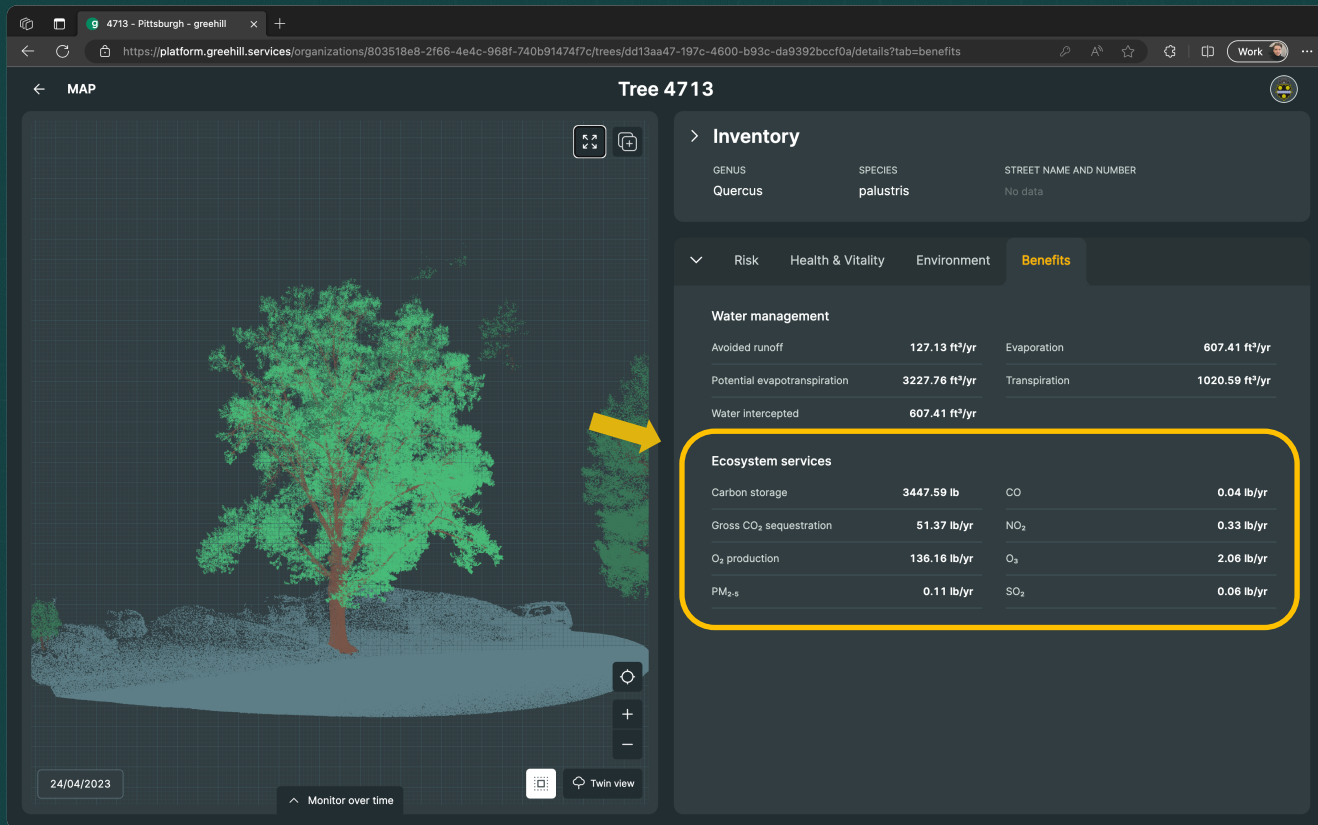 4713 - Pittsburgh - greehill
https://platform.greehill.services/organizations/803518e8-2f66-4e4c-968f-740b91474f7c/trees/dd13aa47-197c-4600-b93c-da9392bccf0a/details?tab=benefits
Work
MAP
Tree 4713
Inventory
GENUS SPECIES STREET NAME AND NUMBER
Quercus palustris No data
Risk Health & Vitality Environment Benefits
Water management
Avoided runoff 127.13 ft³/yr Evaporation 607.41 ft³/yr
Potential evapotranspiration 3227.76 ft³/yr Transpiration 1020.59 ft³/yr
Water intercepted 607.41 ft³/yr
Ecosystem services
Carbon storage 3447.59 lb CO 0.04 lb/yr
Gross CO₂ sequestration 51.37 lb/yr NO₂ 0.33 lb/yr
O₂ production 136.16 lb/yr O₃ 2.06 lb/yr
PM₂.₅ 0.11 lb/yr SO₂ 0.06 lb/yr
24/04/2023
Twin view
Monitor over time